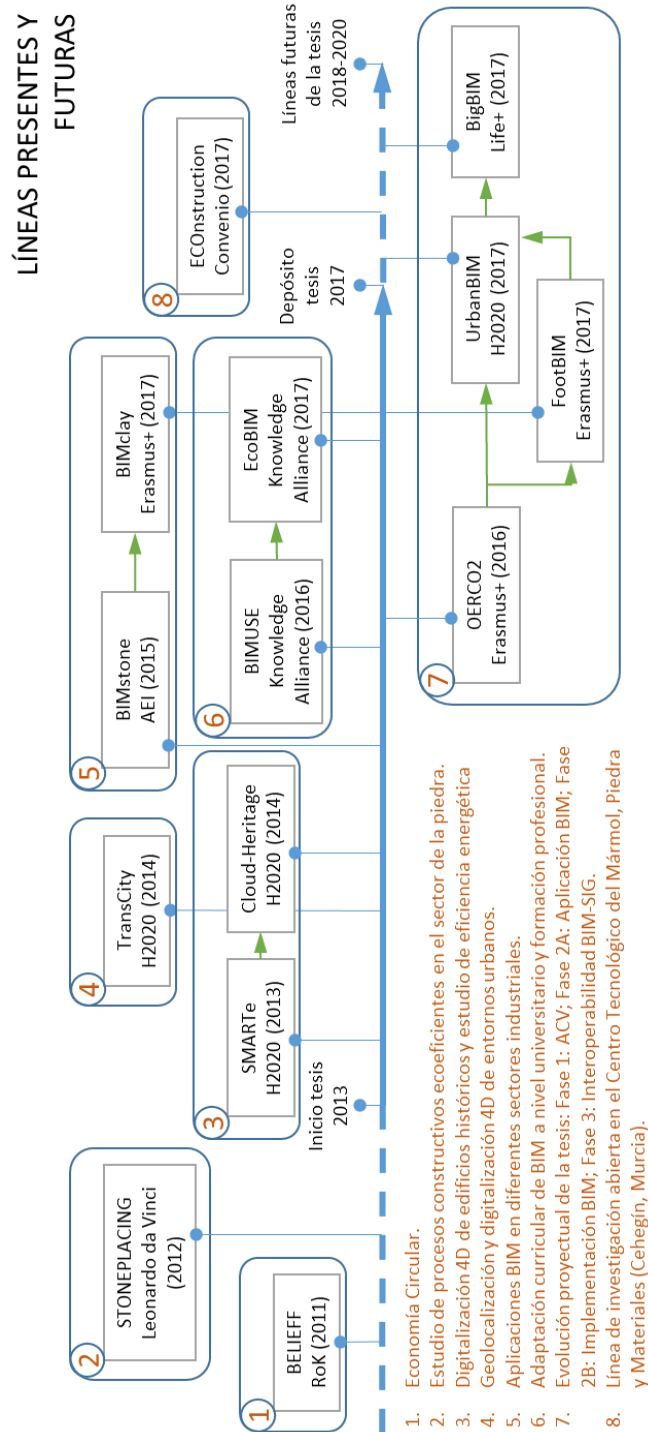 LÍNEAS PRESENTES Y
FUTURAS
1
BELIEFF
RoK (2011)
2
STONEPLACING
Leonardo da Vinci
(2012)
Inicio tesis
2013
3
SMARTe
H2020 (2013)
Cloud-Heritage
H2020 (2014)
4
TransCity
H2020 (2014)
5
BIMstone
AEI (2015)
BIMclay
Erasmus+ (2017)
6
BIMUSE
Knowledge
Alliance (2016)
EcoBIM
Knowledge
Alliance (2017)
Depósito
tesis
2017
8
ECOnstruction
Convenio (2017)
Líneas futuras
de la tesis
2018-2020
7
OERCO2
Erasmus+ (2016)
UrbanBIM
H2020 (2017)
FootBIM
Erasmus+ (2017)
BigBIM
Life+ (2017)
1. Economía Circular.
2. Estudio de procesos constructivos ecoeficientes en el sector de la piedra.
3. Digitalización 4D de edificios históricos y estudio de eficiencia energética
4. Geolocalización y digitalización 4D de entornos urbanos.
5. Aplicaciones BIM en diferentes sectores industriales.
6. Adaptación curricular de BIM a nivel universitario y formación profesional.
7. Evolución proyectual de la tesis: Fase 1: ACV; Fase 2A: Aplicación BIM; Fase
2B: Implementación BIM; Fase 3: Interoperabilidad BIM-SIG.
8. Línea de investigación abierta en el Centro Tecnológico del Mármol, Piedra
y Materiales (Cehegín, Murcia).